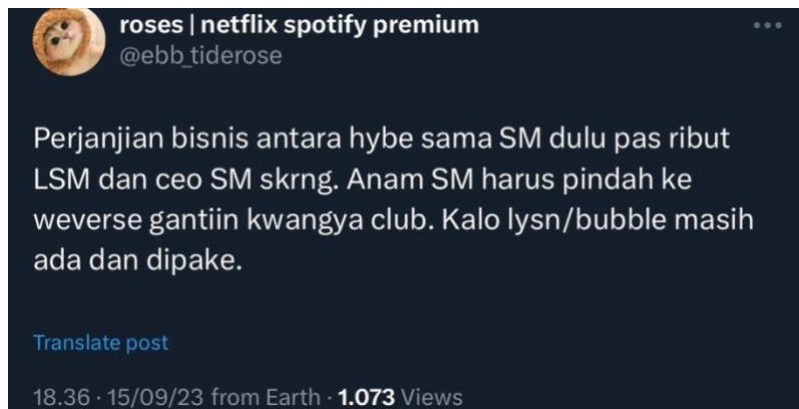 roses | netflix spotify premium
@ebb_tiderose
Perjanjian bisnis antara hybe sama SM dulu pas ribut
LSM dan ceo SM skrng. Anam SM harus pindah ke
weverse gantiin kwangya club. Kalo lysn/bubble masih
ada dan dipake.
Translate post
18.36 · 15/09/23 from Earth · 1.073 Views